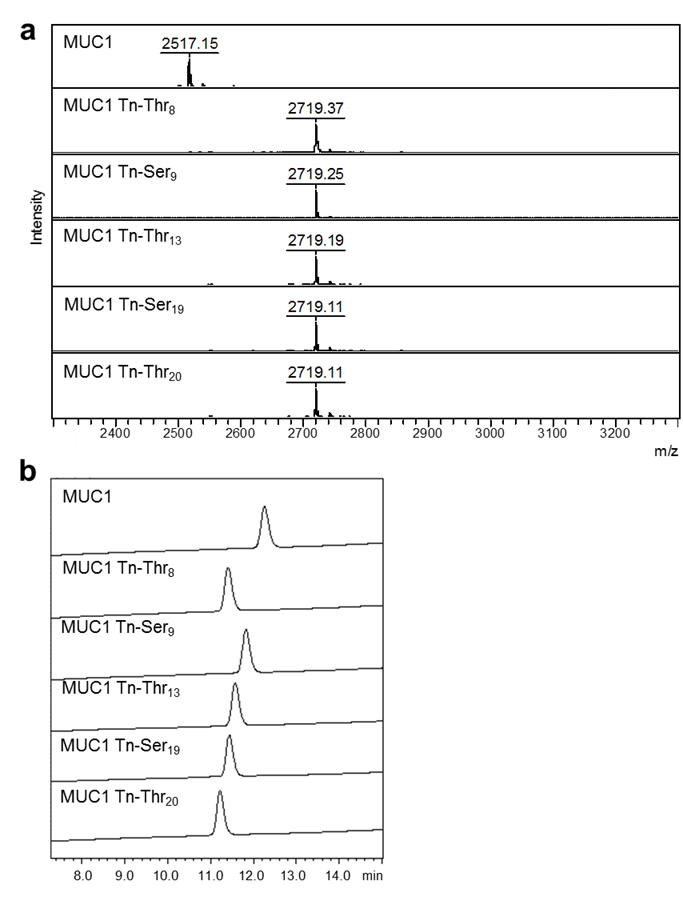 a
MUC1
2517.15
MUC1 Tn-Thr8
2719.37
MUC1 Tn-Ser9
2719.25
MUC1 Tn-Thr13
2719.19
MUC1 Tn-Ser19
2719.11
MUC1 Tn-Thr20
2719.11
Intensity
2400 2500 2600 2700 2800 2900 3000 3100 3200
m/z
b
MUC1
MUC1 Tn-Thr8
MUC1 Tn-Ser9
MUC1 Tn-Thr13
MUC1 Tn-Ser19
MUC1 Tn-Thr20
8.0 9.0 10.0 11.0 12.0 13.0 14.0 min